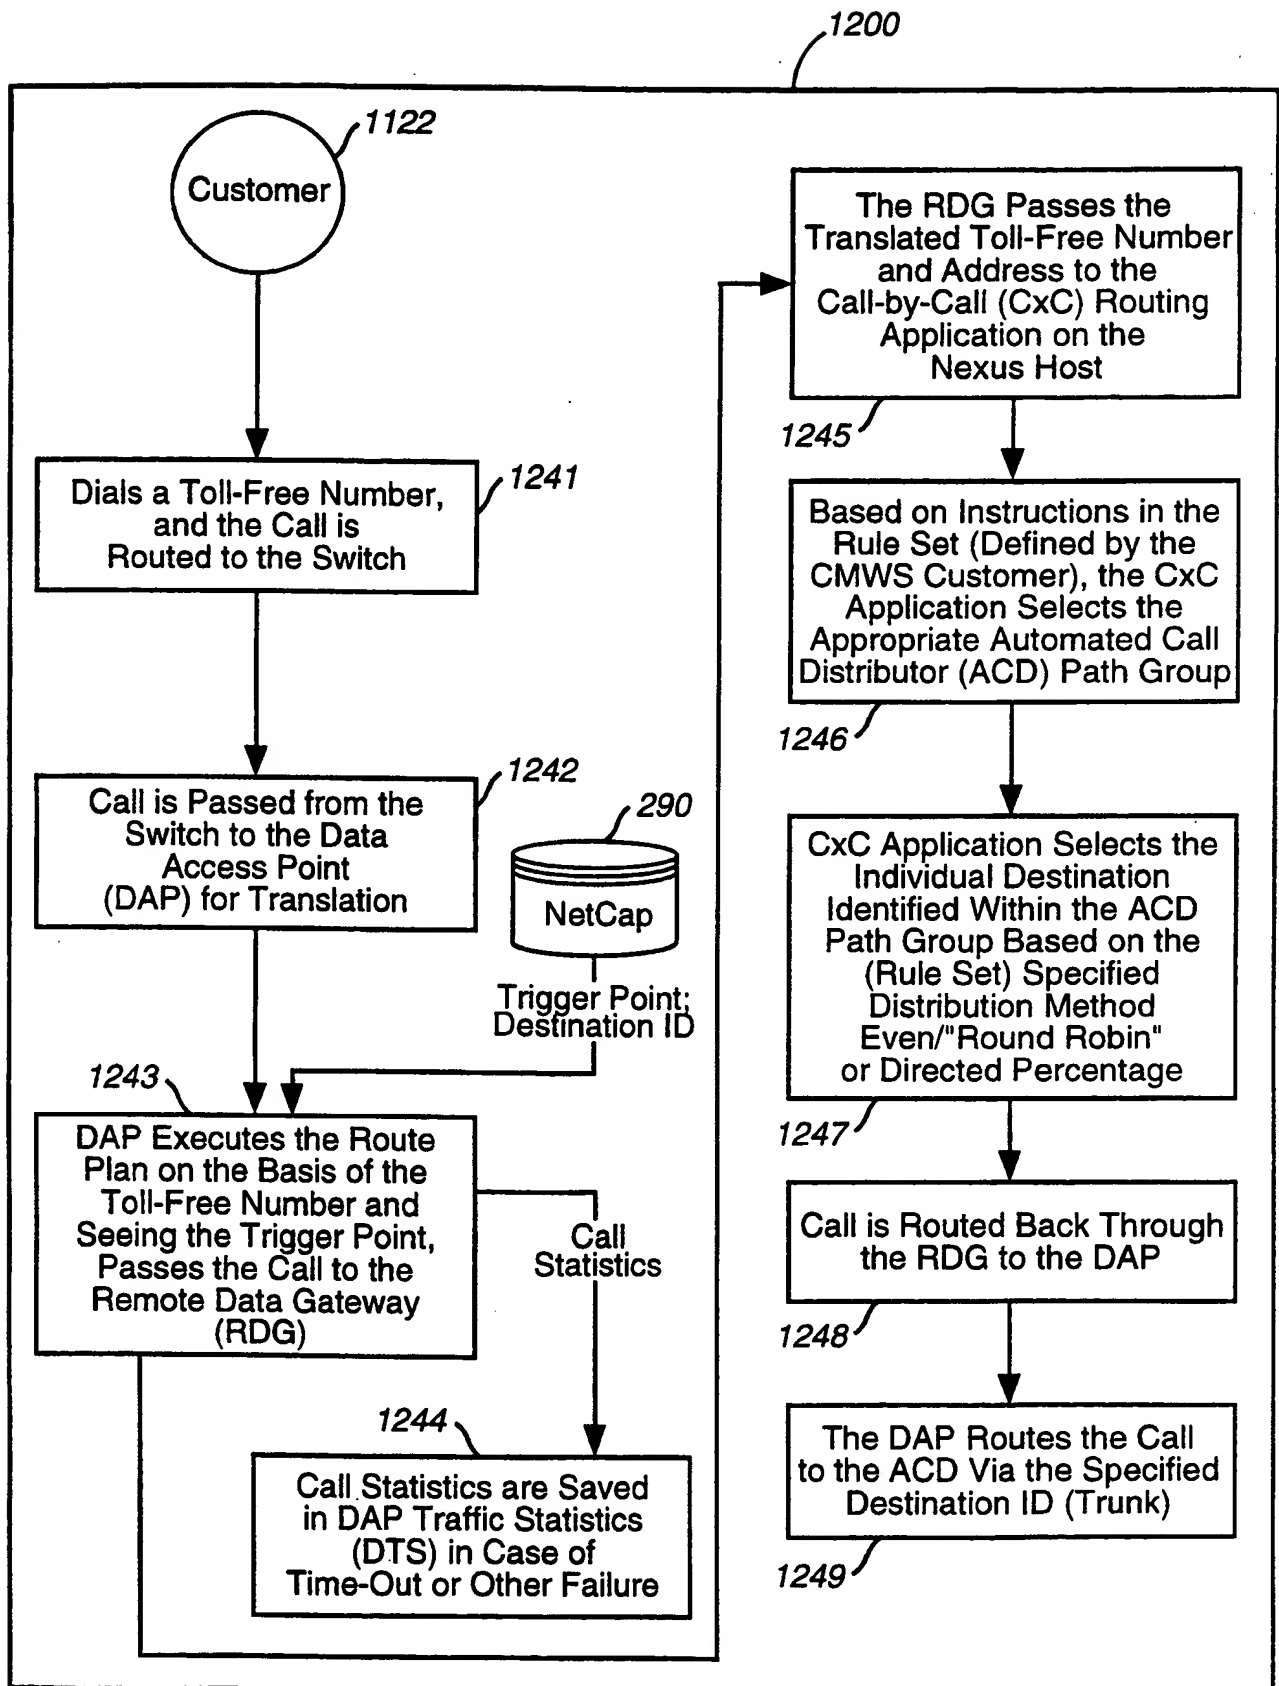 1200
1122
Customer
1241
Dials a Toll-Free Number,
and the Call is
Routed to the Switch
1242
Call is Passed from the
Switch to the Data
Access Point
(DAP) for Translation
290
NetCap
Trigger Point;
Destination ID
1243
DAP Executes the Route
Plan on the Basis of the
Toll-Free Number and
Seeing the Trigger Point,
Passes the Call to the
Remote Data Gateway
(RDG)
Call
Statistics
1244
Call Statistics are Saved
in DAP Traffic Statistics
(DTS) in Case of
Time-Out or Other Failure
The RDG Passes the
Translated Toll-Free Number
and Address to the
Call-by-Call (CxC) Routing
Application on the
Nexus Host
1245
Based on Instructions in the
Rule Set (Defined by the
CMWS Customer), the CxC
Application Selects the
Appropriate Automated Call
Distributor (ACD) Path Group
1246
CxC Application Selects the
Individual Destination
Identified Within the ACD
Path Group Based on the
(Rule Set) Specified
Distribution Method
Even/"Round Robin"
or Directed Percentage
1247
Call is Routed Back Through
the RDG to the DAP
1248
The DAP Routes the Call
to the ACD Via the Specified
Destination ID (Trunk)
1249